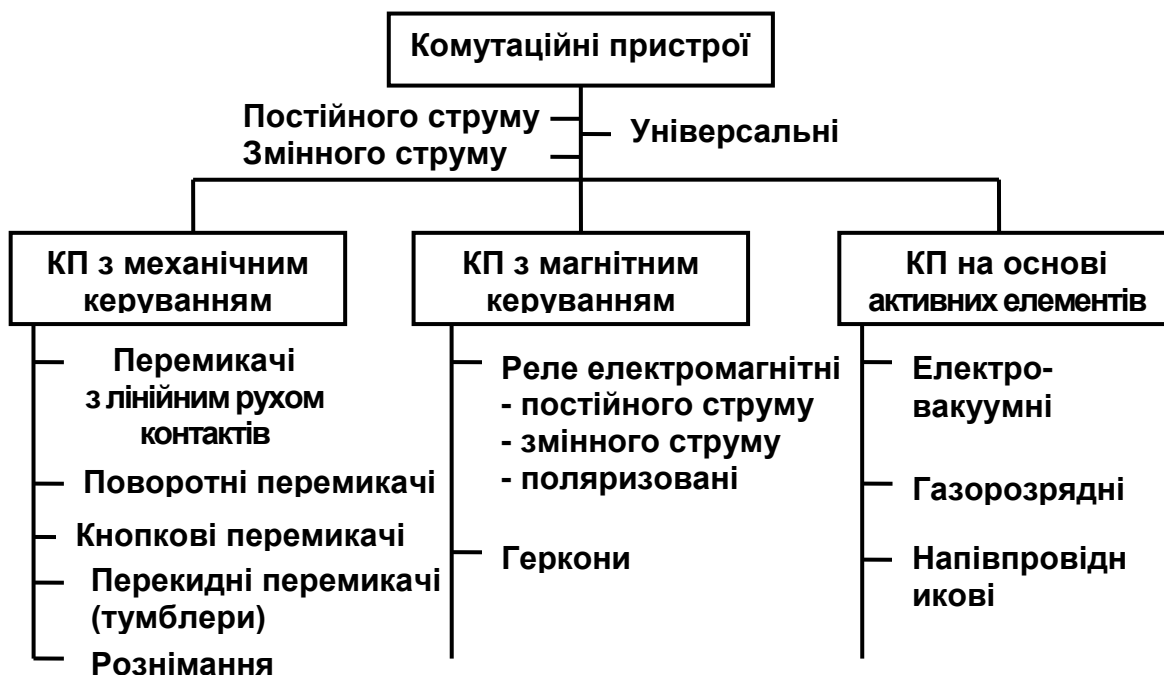 Комутаційні пристрої
Постійного струму
Змінного струму
Універсальні
КП з механічним
керуванням
Перемикачі
з лінійним рухом
контактів
Поворотні перемикачі
Кнопкові перемикачі
Перекидні перемикачі
(тумблери)
Рознімання
КП з магнітним
керуванням
Реле електромагнітні
- постійного струму
- змінного струму
- поляризовані
Геркони
КП на основі
активних елементів
Електро-
вакуумні
Газорозрядні
Напівпровідн
икові